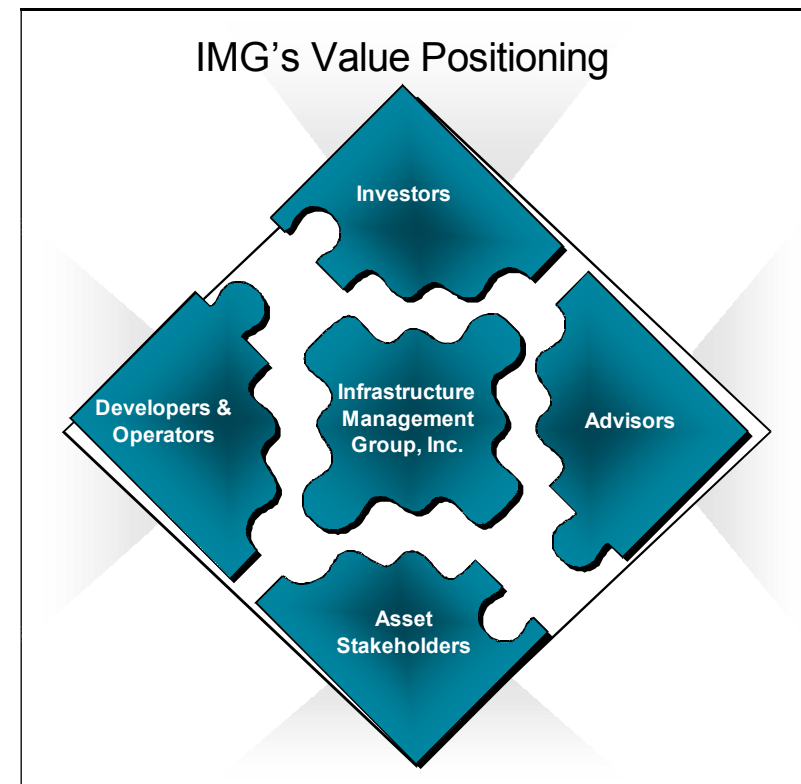 IMG’s Value Positioning
Investors
Developers &
Operators
Infrastructure
Management
Group, Inc.
Advisors
Asset
Stakeholders